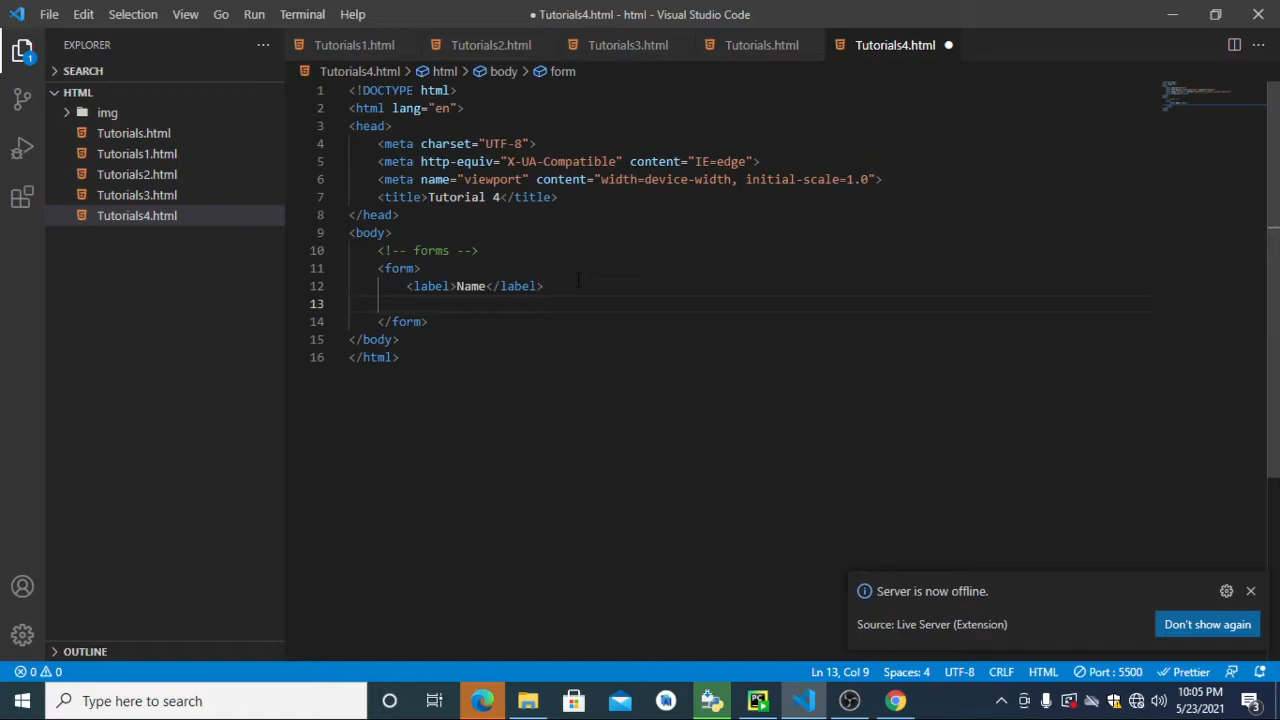 File Edit Selection View Go Run Terminal Help
● Tutorials4.html - html - Visual Studio Code
EXPLORER
Tutorials1.html Tutorials2.html Tutorials3.html Tutorials.html Tutorials4.html
Tutorials4.html > html > body > form
1
SEARCH
HTML
img
Tutorials.html
Tutorials1.html
Tutorials2.html
Tutorials3.html
Tutorials4.html
OUTLINE
1 <!DOCTYPE html>
2 <html lang="en">
3 <head>
4 <meta charset="UTF-8">
5 <meta http-equiv="X-UA-Compatible" content="IE=edge">
6 <meta name="viewport" content="width=device-width, initial-scale=1.0">
7 <title>Tutorial 4</title>
8 </head>
9 <body>
10 <!-- forms -->
11 <form>
12 <label>Name</label>
13
14 </form>
15 </body>
16 </html>
Server is now offline.
Source: Live Server (Extension)
Don't show again
0 0
Ln 13, Col 9 Spaces: 4 UTF-8 CRLF HTML Port : 5500 Prettier
Type here to search
10:05 PM
5/23/2021
3